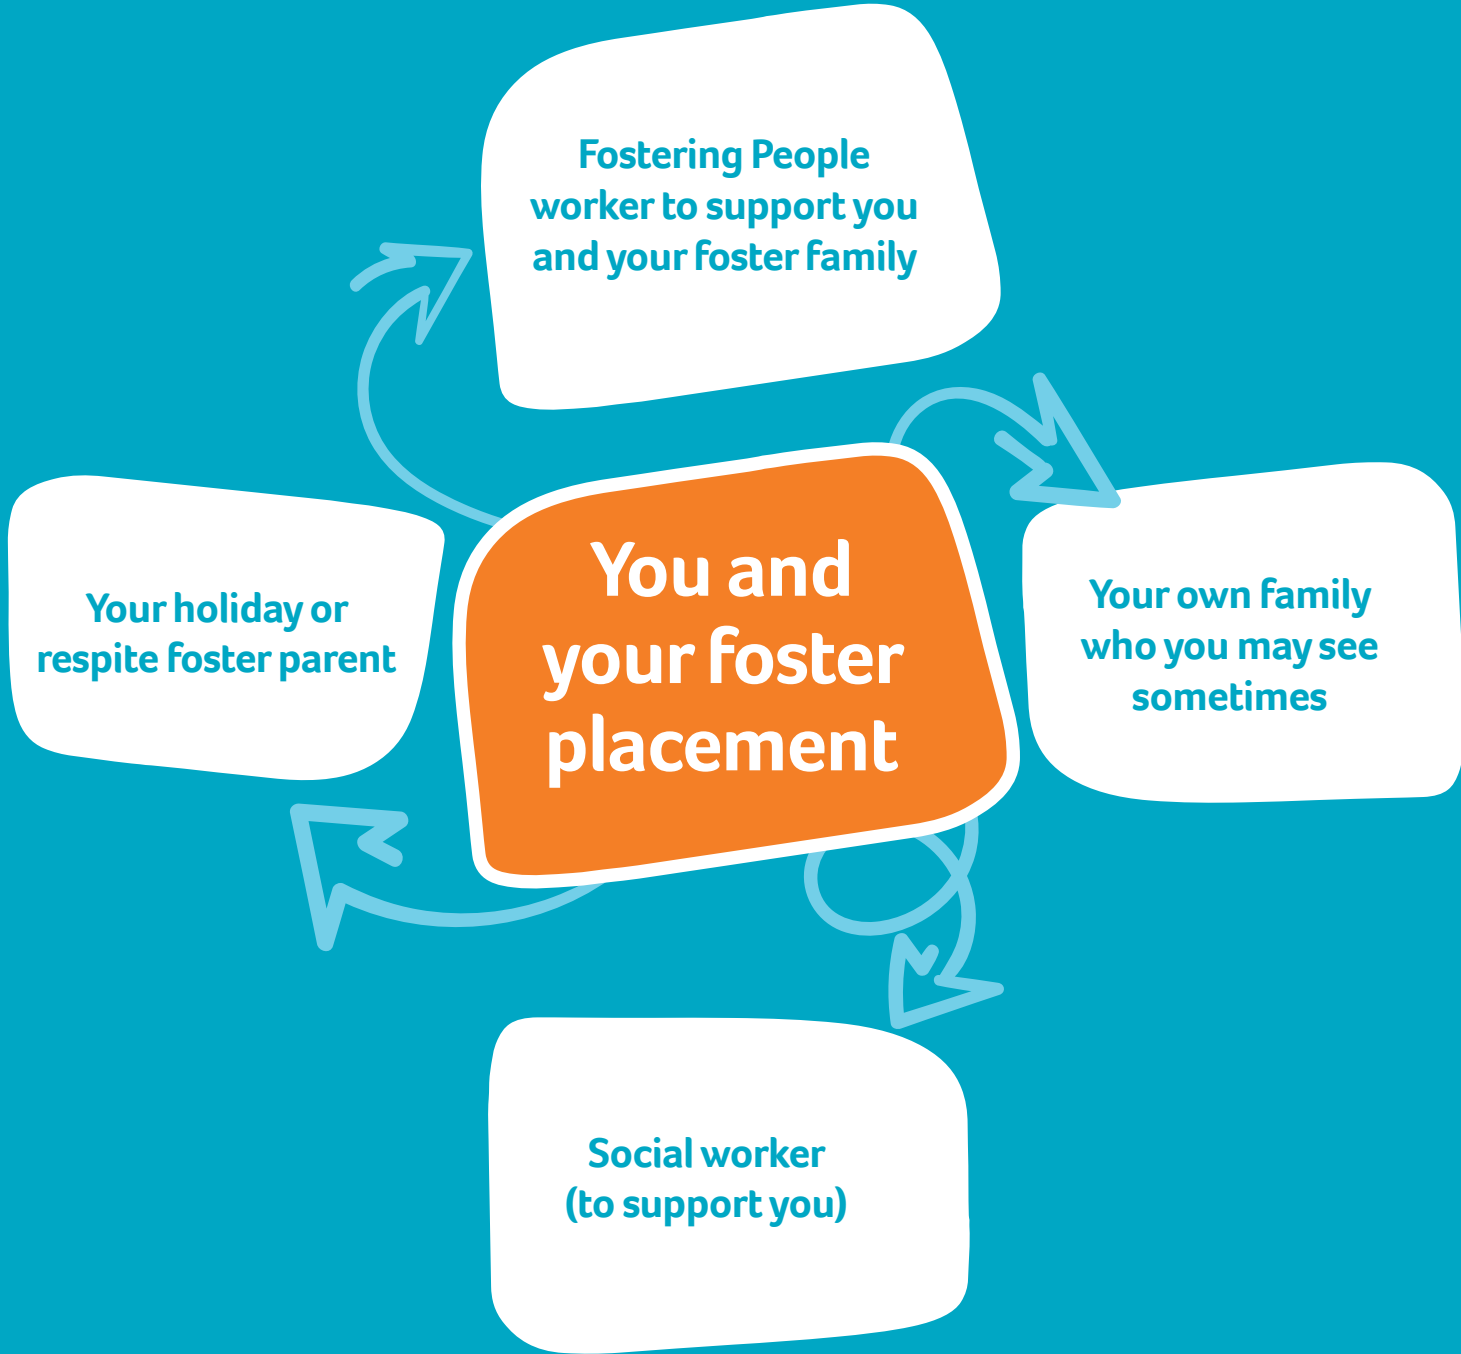 Fostering People
worker to support you
and your foster family
You and
your foster
placement
Your holiday or
respite foster parent
Your own family
who you may see
sometimes
Social worker
(to support you)